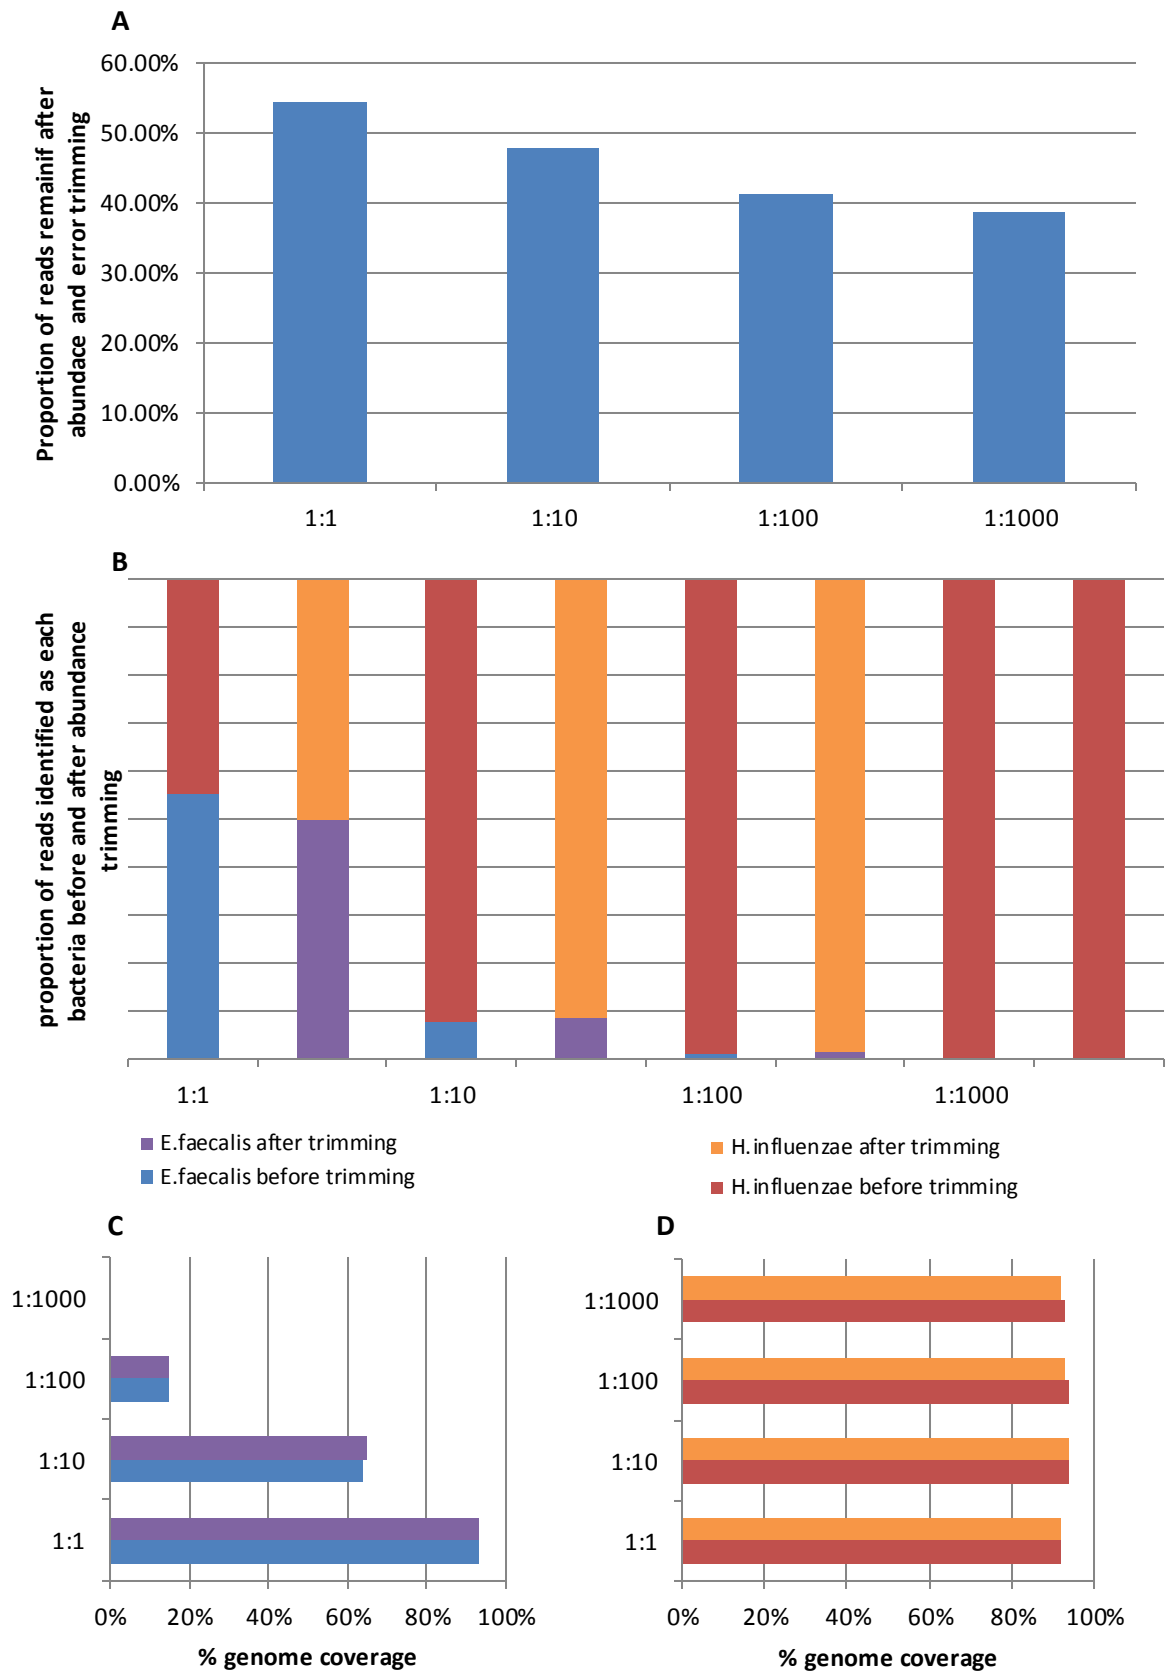 A
Proportion of reads remainif after
abundace and error trimming
60.00%
50.00%
40.00%
30.00%
20.00%
10.00%
0.00%
1:1
1:10
1:100
1:1000
B
proportion of reads identified as each
bacteria before and after abundance
trimming
1:1
1:10
1:100
1:1000
E.faecalis after trimming
E.faecalis before trimming
H.influenzae after trimming
H.influenzae before trimming
C
1:1000
1:100
1:10
1:1
0%
20%
40%
60%
80%
100%
% genome coverage
D
1:1000
1:100
1:10
1:1
0%
20%
40%
60%
80%
100%
% genome coverage